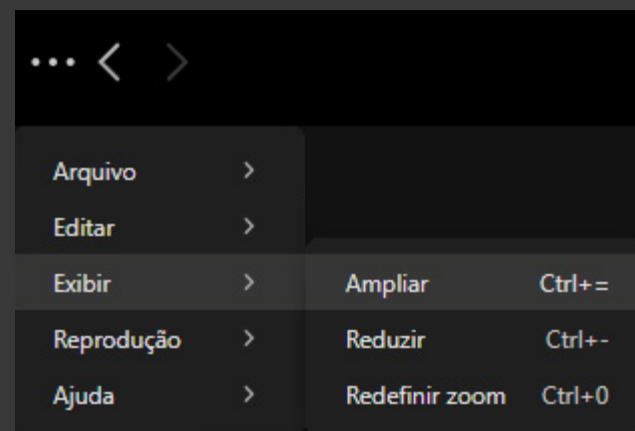 Arquivo
Editar
Exibir
Ampliar Ctrl+=
Reprodução
Reduzir Ctrl+-
Ajuda
Redefinir zoom Ctrl+0